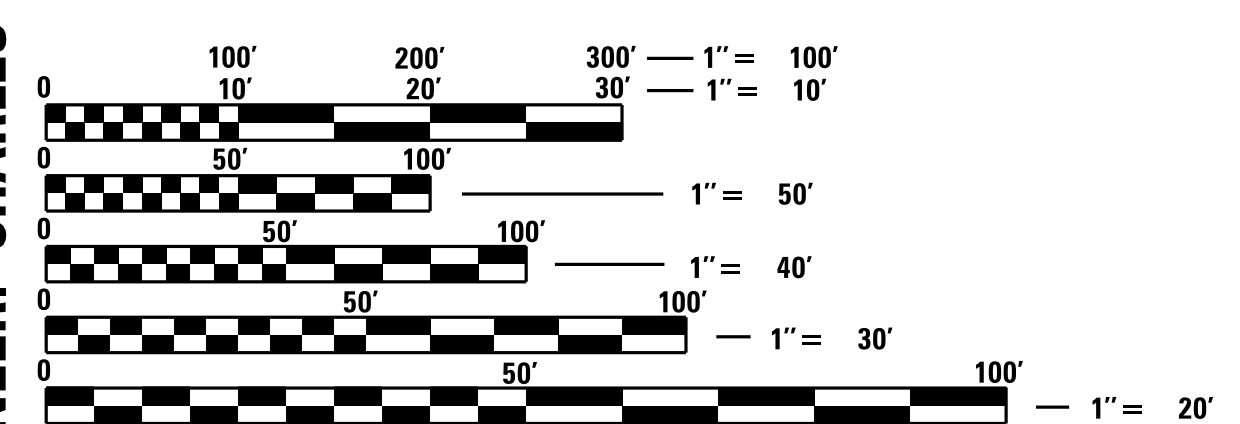 100′ 200′ 300′ 1″= 100′
0 10′ 20′ 30′ 1″= 10′
0 50′ 100′ 1″= 50′
0 50′ 100′ 1″= 40′
0 50′ 100′ 1″= 30′
0 50′ 100′ 1″= 20′